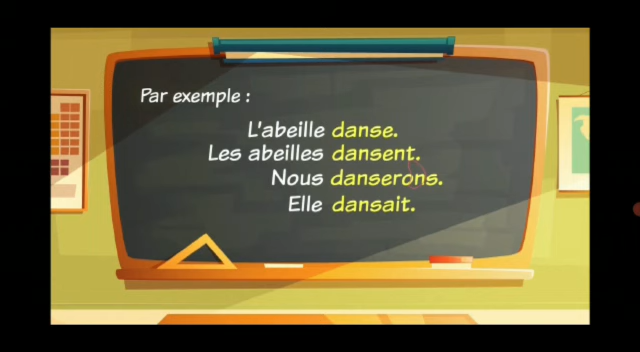 Par exemple :
L'abeille danse.
Les abeilles dansent.
Nous danserons.
Elle dansait.